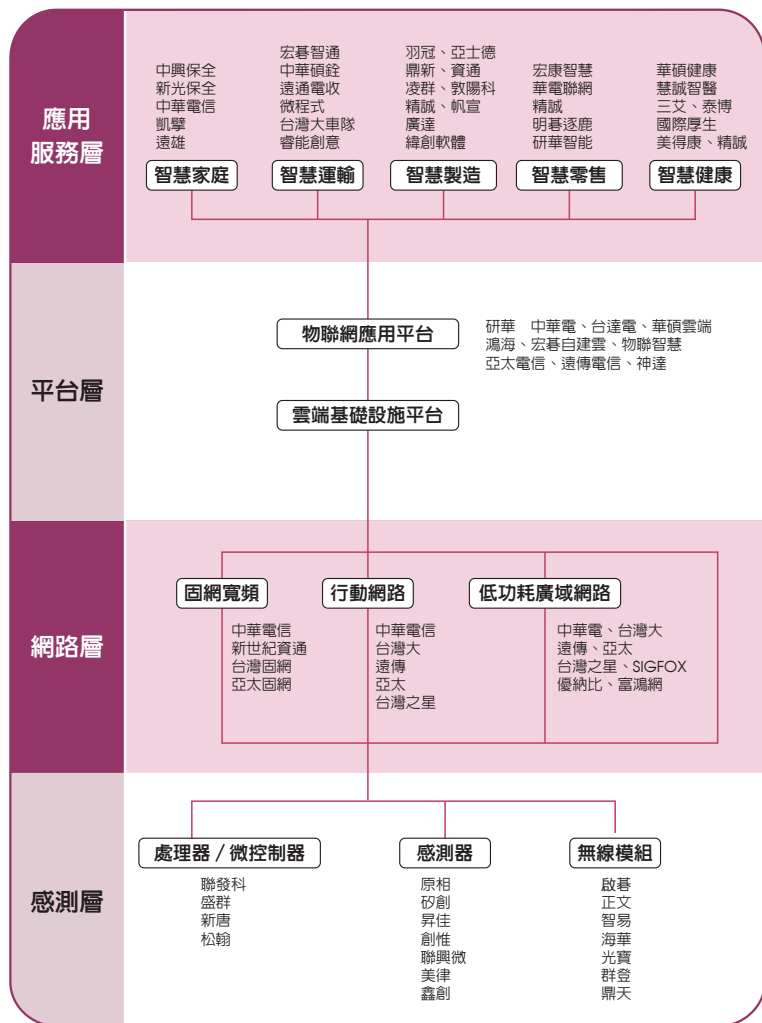 應用
服務層
中興保全
新光保全
中華電信
凱擘
遠雄
智慧家庭
宏碁智通
中華碩銓
遠通電收
微程式
台灣大車隊
睿能創意
智慧運輸
羽冠、亞士德
鼎新、資通
凌群、敦陽科
精誠、帆宣
廣達
緯創軟體
智慧製造
宏康智慧
華電聯網
精誠
明碁逐鹿
研華智能
智慧零售
華碩健康
慧誠智醫
三艾、泰博
國際厚生
美得康、精誠
智慧健康
平台層
物聯網應用平台
研華　中華電、台達電、華碩雲端
鴻海、宏碁自建雲、物聯智慧
亞太電信、遠傳電信、神達
雲端基礎設施平台
網路層
固網寬頻
中華電信
新世紀資通
台灣固網
亞太固網
行動網路
中華電信
台灣大
遠傳
亞太
台灣之星
低功耗廣域網路
中華電、台灣大
遠傳、亞太
台灣之星、SIGFOX
優納比、富鴻網
感測層
處理器 / 微控制器
聯發科
盛群
新唐
松翰
感測器
原相
矽創
昇佳
創惟
聯興微
美律
鑫創
無線模組
啟碁
正文
智易
海華
光寶
群登
鼎天